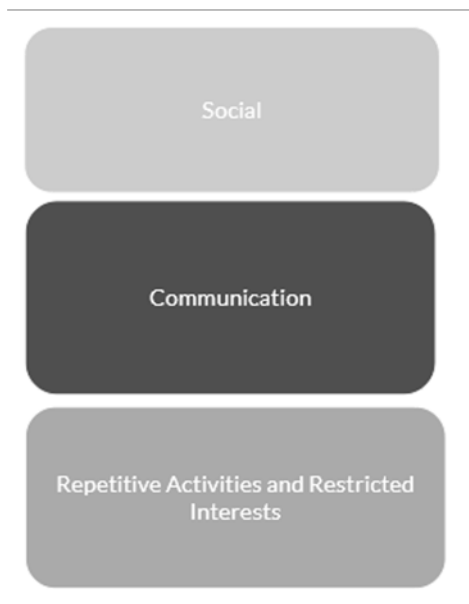 Social
Communication
Repetitive Activities and Restricted
Interests